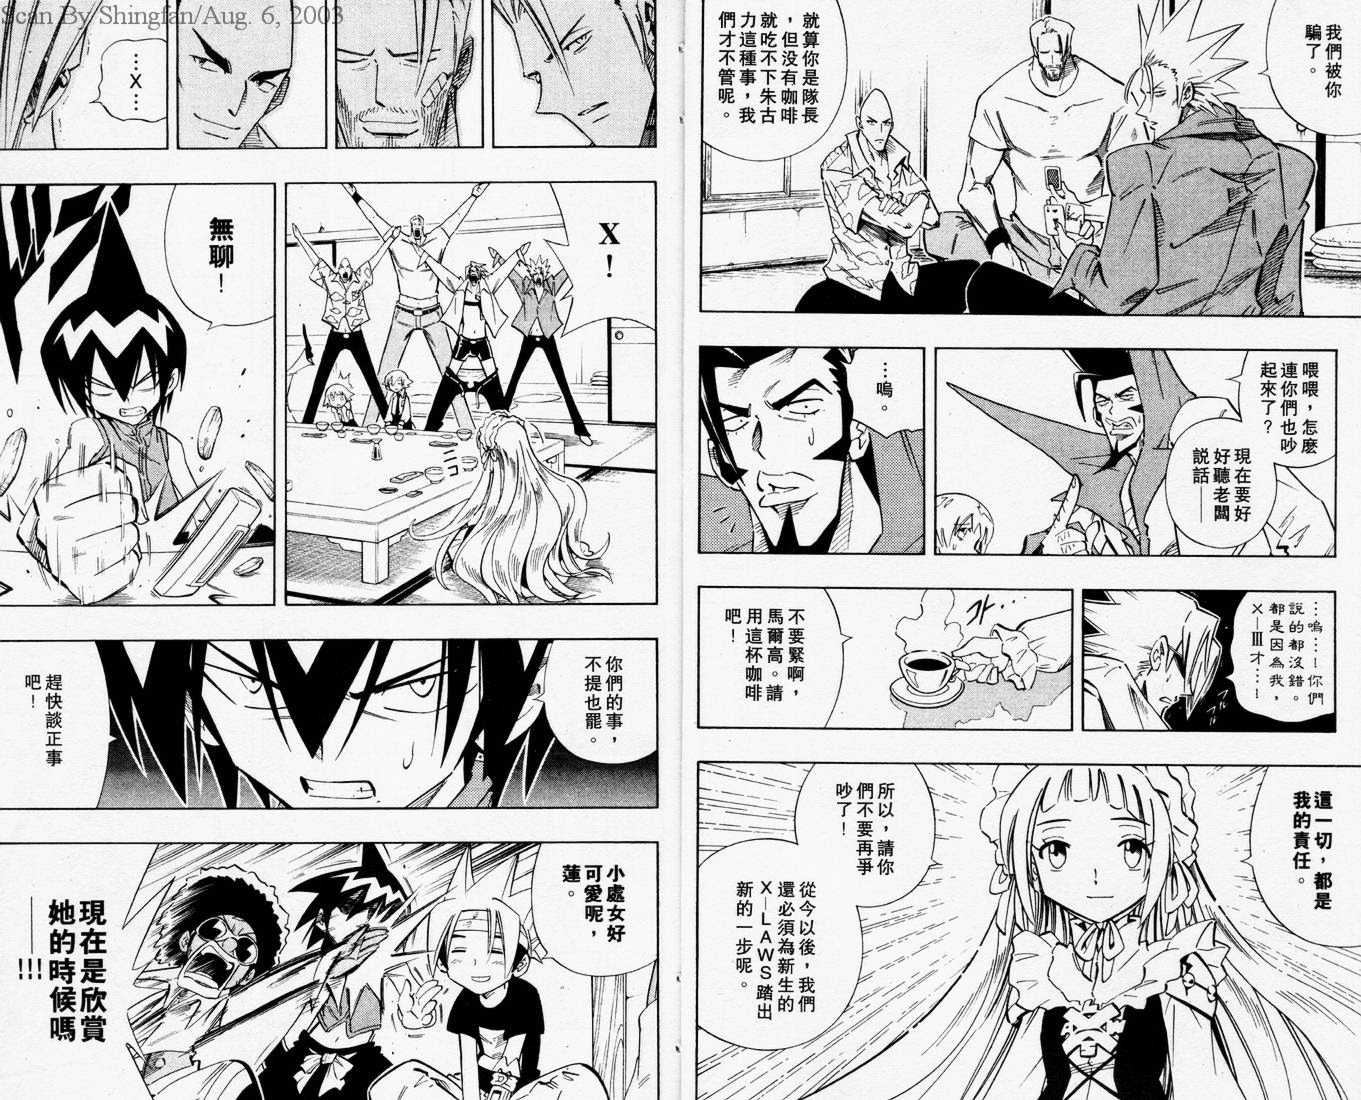 Scan By Shingfan/Aug. 6, 2003
我們被你
騙了。
就算你是隊長
，但没有咖啡
就吃不下朱古
力這種事，我
們才不管呢。
喂喂，怎麽
連你們也吵
起來了？
現在要好
好聽老闆
説話——
…嗚。
…嗚…！你們
說的都沒錯。
都是因為我，
X—III才…！
不要緊啊，
馬爾高。請
用這杯咖啡
吧！
這一切，都是
我的責任。
所以，請你
們不要再爭
吵了！
從今以後，我們
還必須為新生的
X—LAWS踏出
新的一步呢。
…X…
X！
無聊！
你們的事，
不提也罷。
趕快談正事
吧！
小處女好
可愛呢，
蓮。
現在是欣賞
她的時候嗎
——!!!